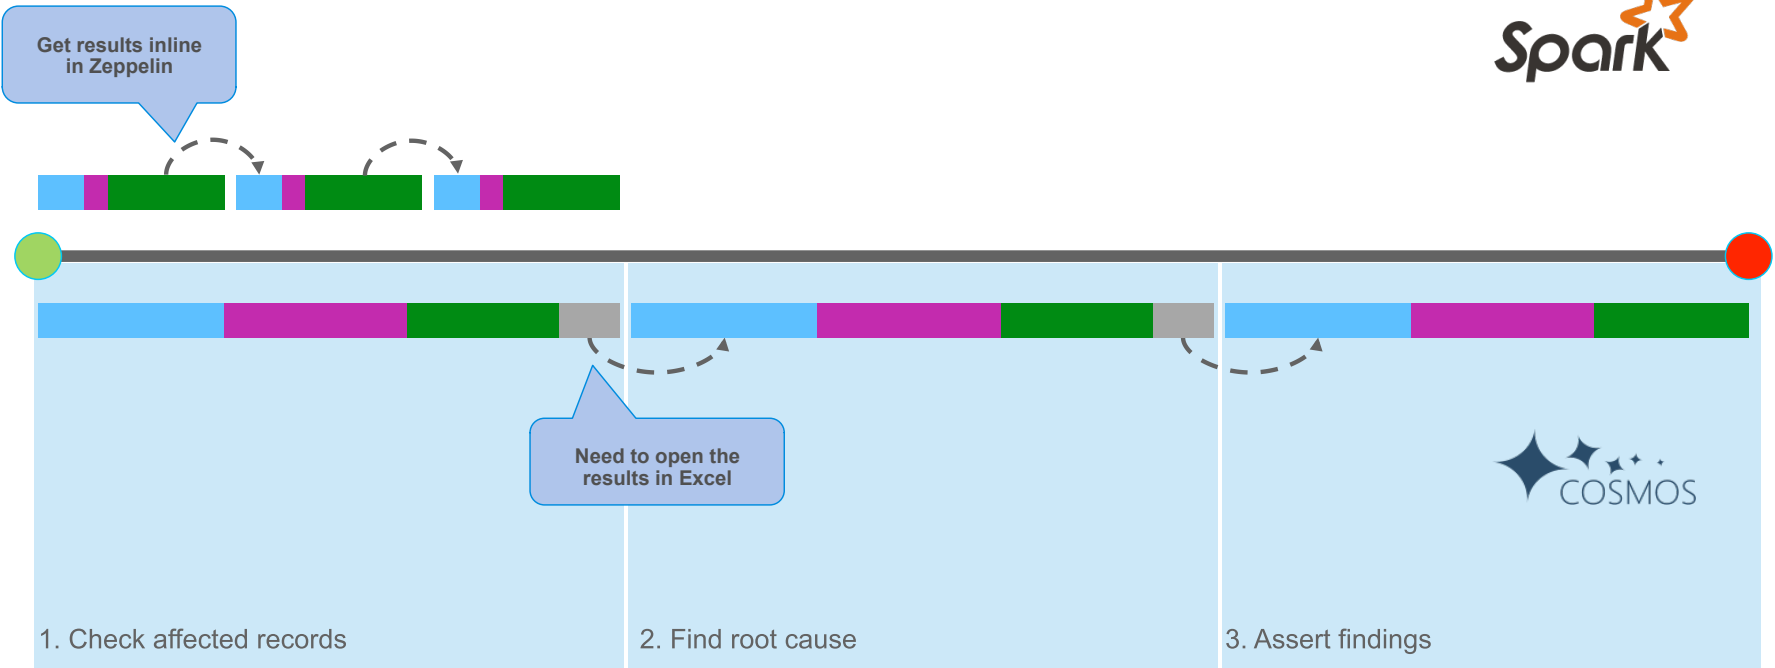 Get results inline
in Zeppelin
Spark
Need to open the
results in Excel
COSMOS
1. Check affected records
2. Find root cause
3. Assert findings